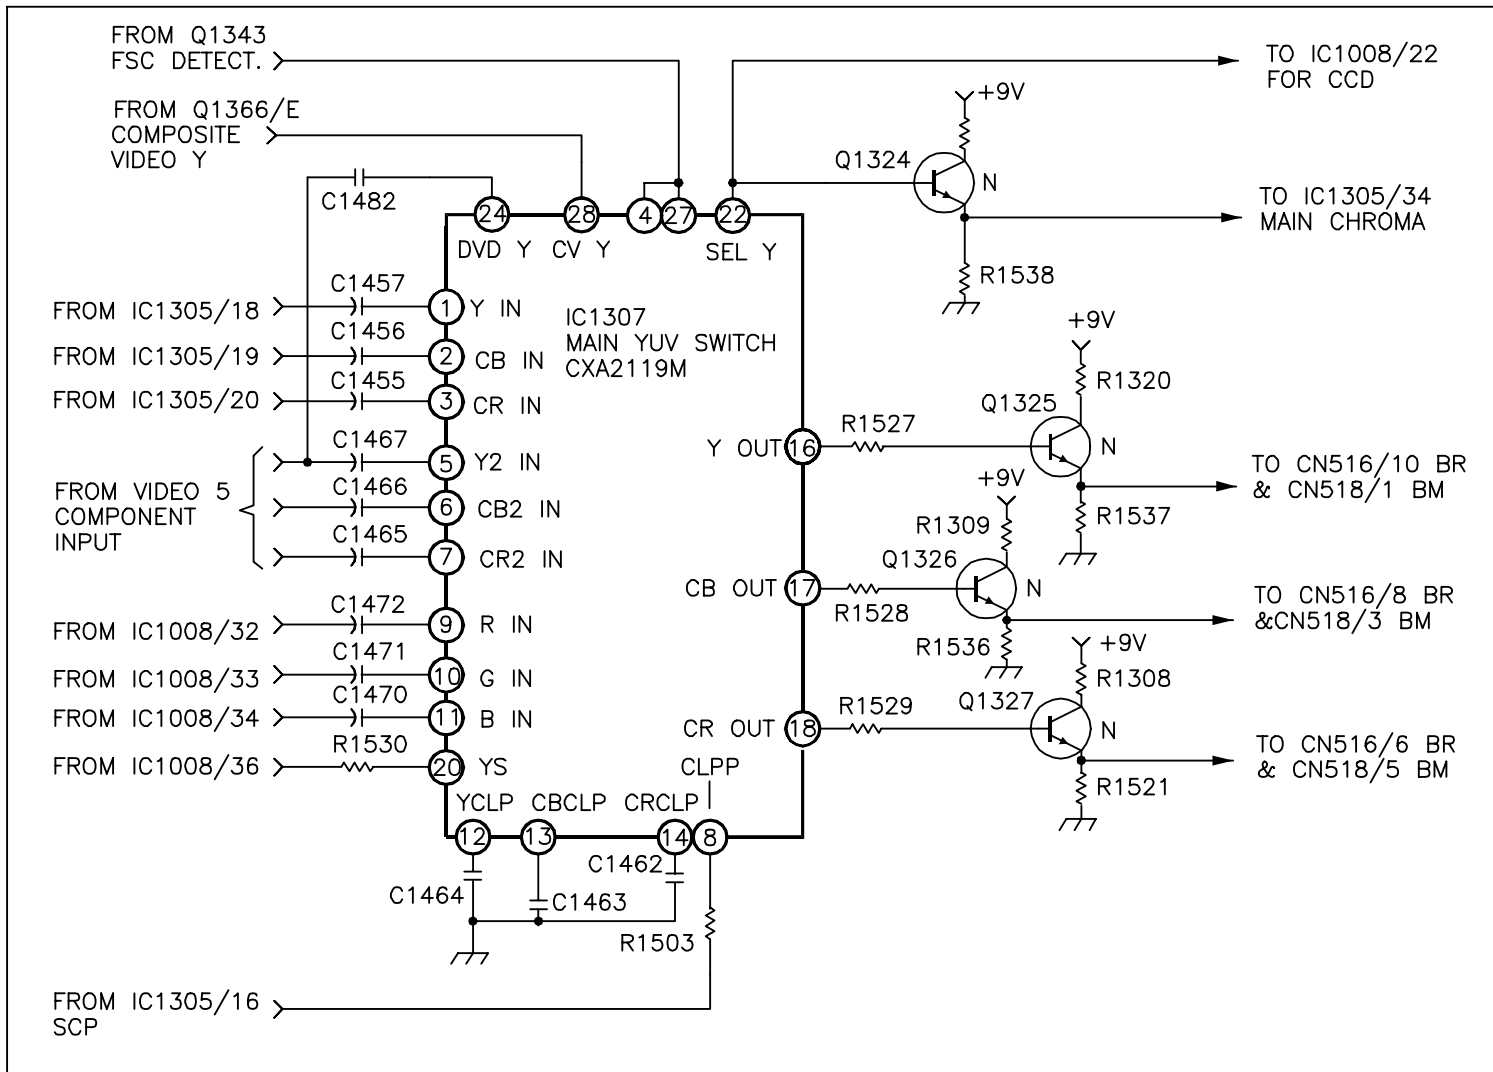 FROM Q1343
FSC DETECT.
TO IC1008/22
FOR CCD
FROM Q1366/E
COMPOSITE
VIDEO Y
+9V
Q1324
N
C1482
TO IC1305/34
MAIN CHROMA
24
28
4
27
22
DVD Y
CV Y
SEL Y
R1538
C1457
FROM IC1305/18
1
Y IN
IC1307
MAIN YUV SWITCH
CXA2119M
C1456
FROM IC1305/19
2
CB IN
C1455
FROM IC1305/20
3
CR IN
+9V
R1320
Q1325
N
R1527
Y OUT
16
C1467
5
Y2 IN
FROM VIDEO 5
COMPONENT
INPUT
C1466
6
CB2 IN
C1465
7
CR2 IN
TO CN516/10 BR
& CN518/1 BM
R1537
+9V
R1309
Q1326
N
CB OUT
17
R1528
R1536
TO CN516/8 BR
&CN518/3 BM
C1472
FROM IC1008/32
9
R IN
C1471
FROM IC1008/33
10
G IN
C1470
FROM IC1008/34
11
B IN
R1530
FROM IC1008/36
20
YS
+9V
R1308
Q1327
N
R1529
CR OUT
18
TO CN516/6 BR
& CN518/5 BM
R1521
CLPP
YCLP
CBCLP
CRCLP
12
13
14
8
C1464
C1463
C1462
R1503
FROM IC1305/16
SCP